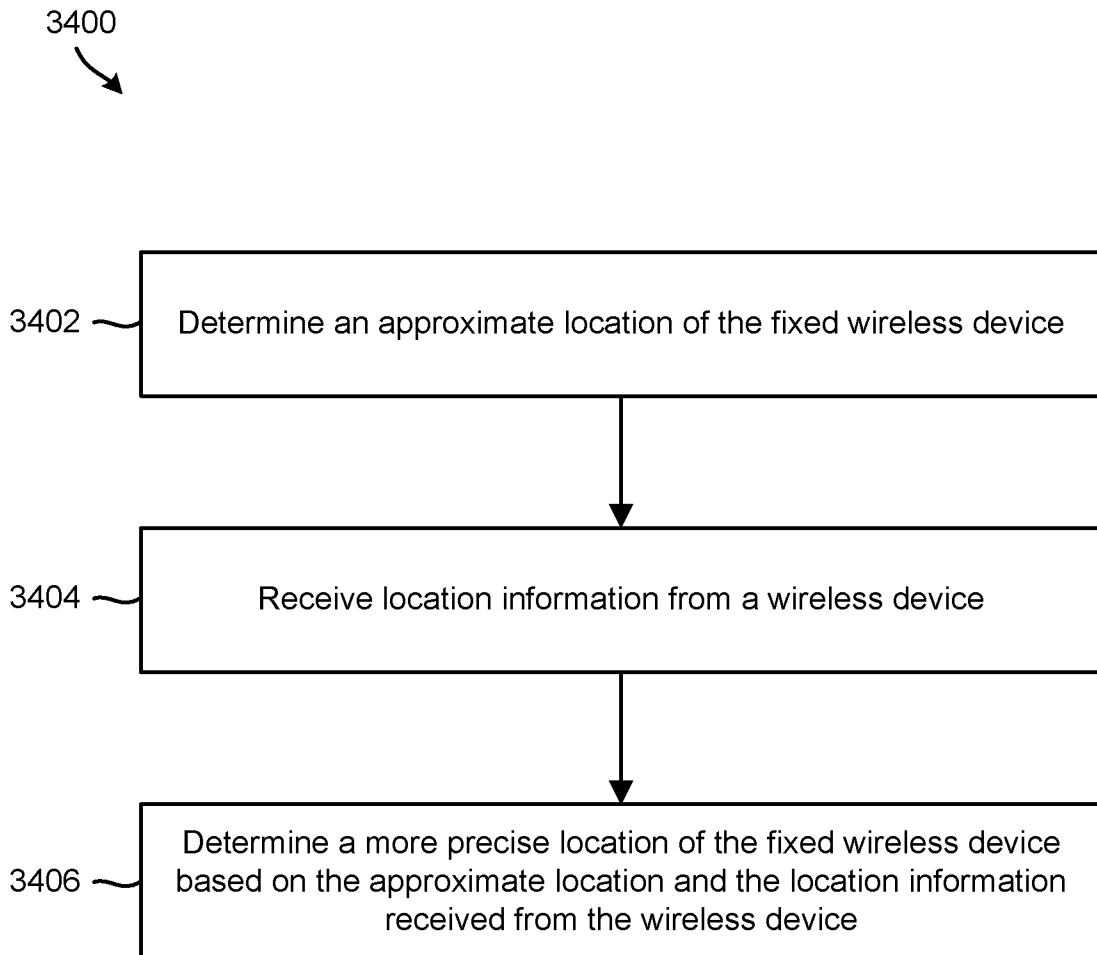 3400
3402
Determine an approximate location of the fixed wireless device
3404
Receive location information from a wireless device
3406
Determine a more precise location of the fixed wireless device
based on the approximate location and the location information
received from the wireless device